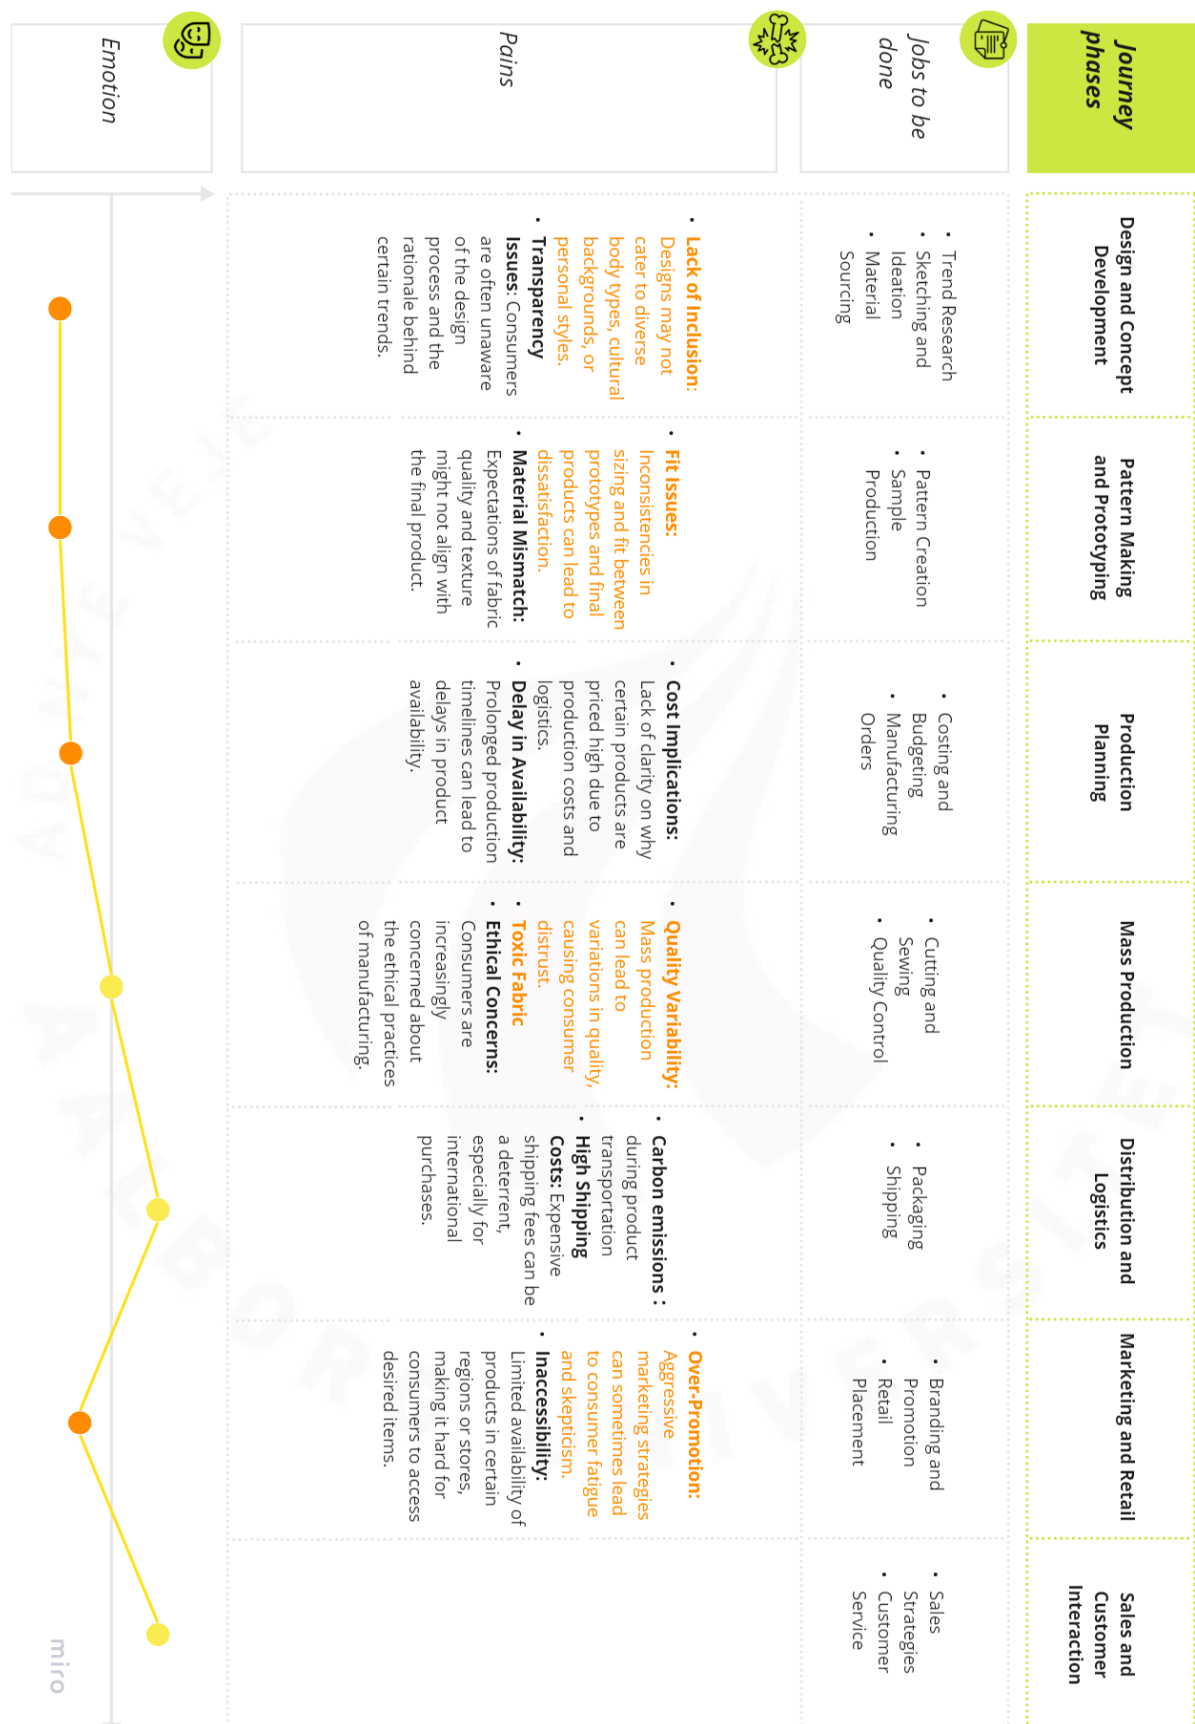 Journey
phases
Design and Concept
Development
Pattern Making
and Prototyping
Production
Planning
Mass Production
Distribution and
Logistics
Marketing and Retail
Sales and
Customer
Interaction
Jobs to be
done
• Trend Research
• Sketching and
Ideation
• Material
Sourcing
• Pattern Creation
• Sample
Production
• Costing and
Budgeting
• Manufacturing
Orders
• Cutting and
Sewing
• Quality Control
• Packaging
• Shipping
• Branding and
Promotion
• Retail
Placement
• Sales
Strategies
• Customer
Service
Pains
• Lack of Inclusion:
Designs may not
cater to diverse
body types, cultural
backgrounds, or
personal styles.
• Transparency
Issues: Consumers
are often unaware
of the design
process and the
rationale behind
certain trends.
• Fit Issues:
Inconsistencies in
sizing and fit between
prototypes and final
products can lead to
dissatisfaction.
• Material Mismatch:
Expectations of fabric
quality and texture
might not align with
the final product.
• Cost Implications:
Lack of clarity on why
certain products are
priced high due to
production costs and
logistics.
• Delay in Availability:
Prolonged production
timelines can lead to
delays in product
availability.
• Quality Variability:
Mass production
can lead to
variations in quality,
causing consumer
distrust.
• Toxic Fabric
• Ethical Concerns:
Consumers are
increasingly
concerned about
the ethical practices
of manufacturing.
• Carbon emissions :
during product
transportation
• High Shipping
Costs: Expensive
shipping fees can be
a deterrent,
especially for
international
purchases.
• Over-Promotion:
Aggressive
marketing strategies
can sometimes lead
to consumer fatigue
and skepticism.
• Inaccessibility:
Limited availability of
products in certain
regions or stores,
making it hard for
consumers to access
desired items.
Emotion
miro